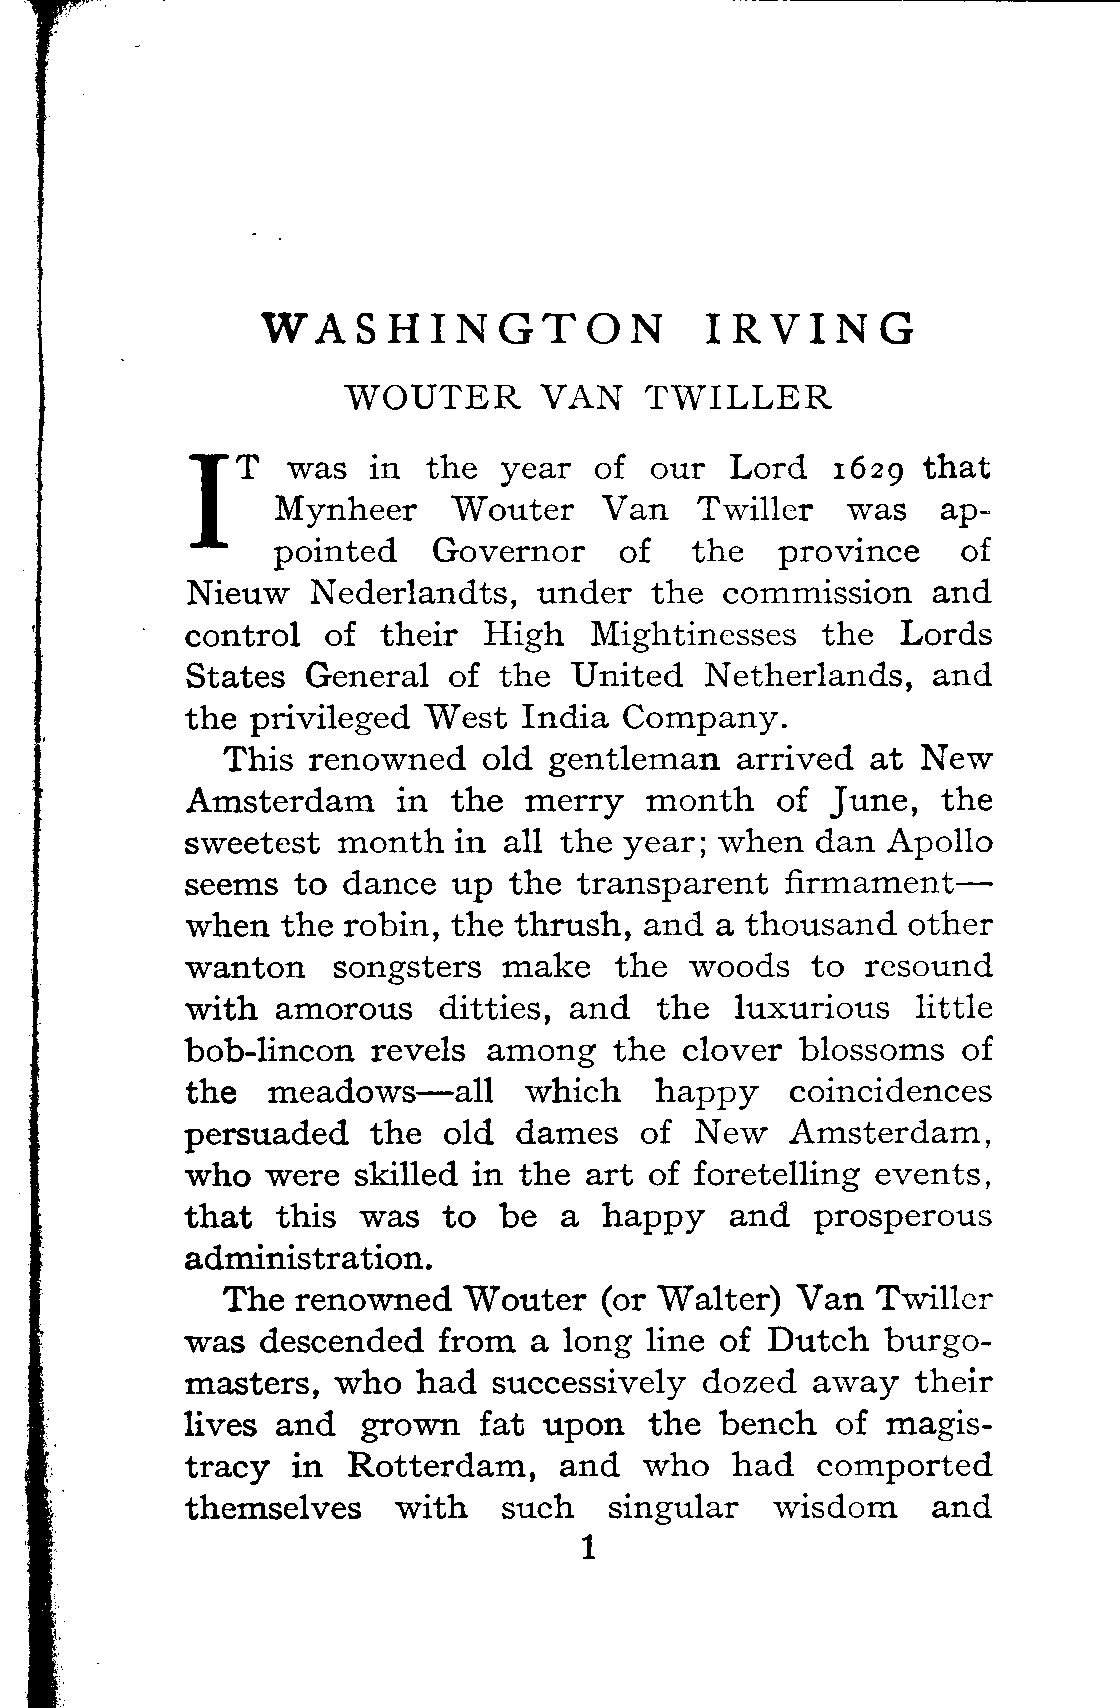 WASHINGTON IRVING
WOUTER VAN TWILLER
IT was in the year of our Lord 1629 that
Mynheer Wouter Van Twiller was ap-
pointed Governor of the province of
Nieuw Nederlandts, under the commission and
control of their High Mightinesses the Lords
States General of the United Netherlands, and
the privileged West India Company.
This renowned old gentleman arrived at New
Amsterdam in the merry month of June, the
sweetest month in all the year; when dan Apollo
seems to dance up the transparent firmament—
when the robin, the thrush, and a thousand other
wanton songsters make the woods to resound
with amorous ditties, and the luxurious little
bob-lincon revels among the clover blossoms of
the meadows—all which happy coincidences
persuaded the old dames of New Amsterdam,
who were skilled in the art of foretelling events,
that this was to be a happy and prosperous
administration.
The renowned Wouter (or Walter) Van Twiller
was descended from a long line of Dutch burgo-
masters, who had successively dozed away their
lives and grown fat upon the bench of magis-
tracy in Rotterdam, and who had comported
themselves with such singular wisdom and
1